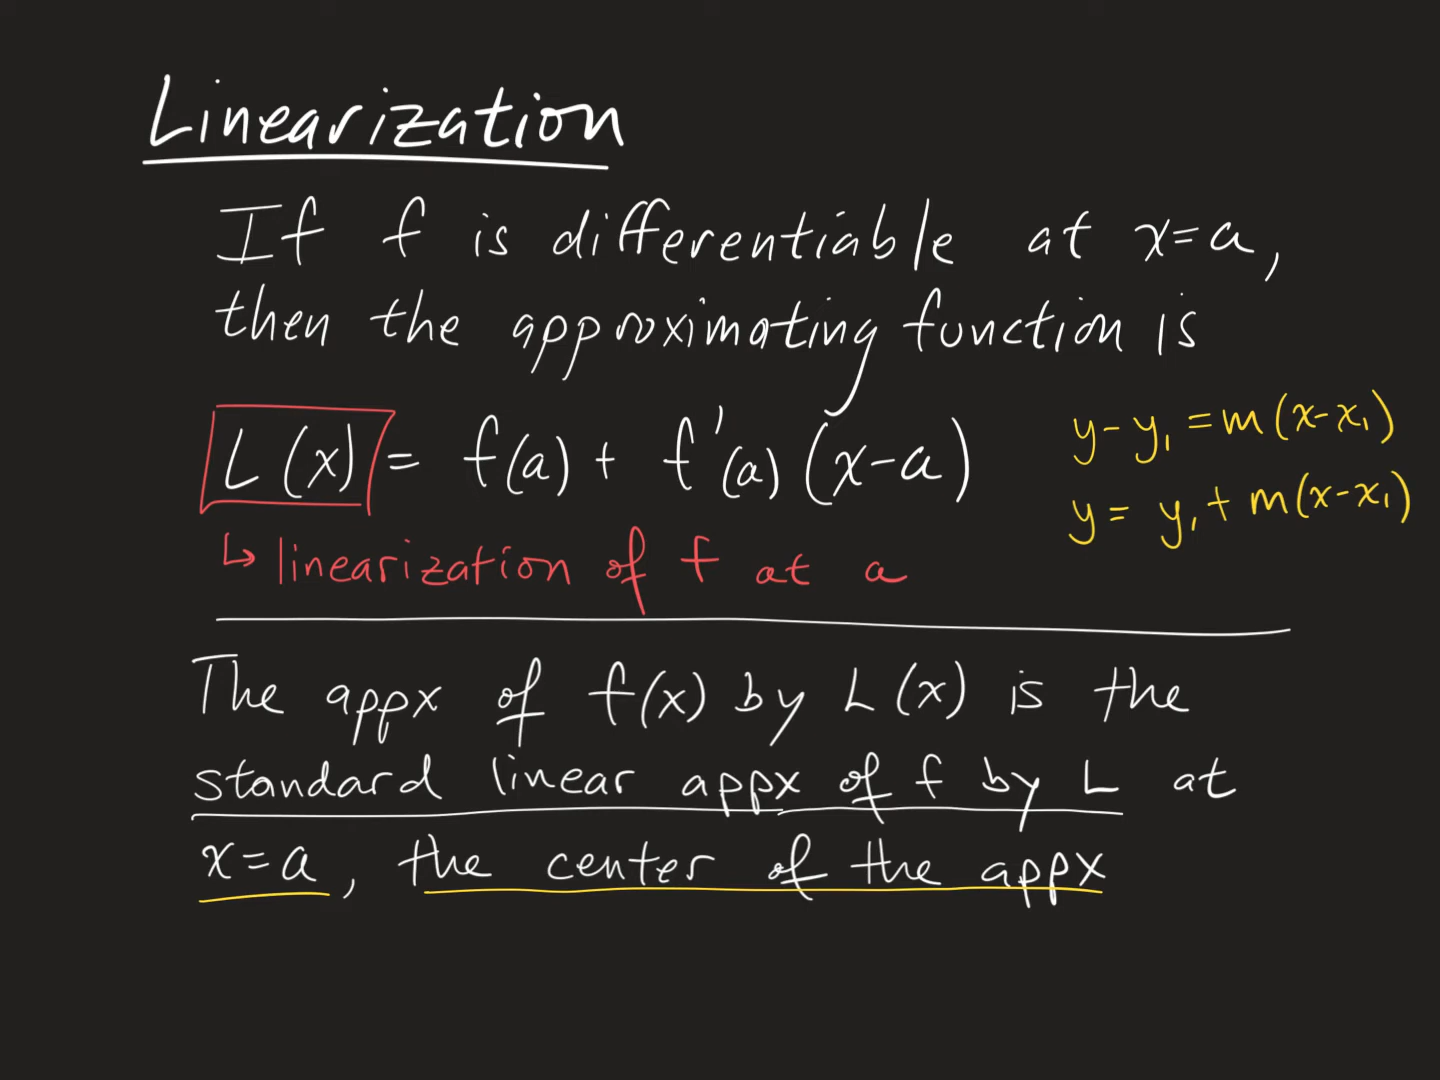 Linearization
If f is differentiable at x=a,
then the approximating function is
L(x) = f(a) + f'(a)(x-a)
y-y₁ = m(x-x₁)
y = y₁ + m(x-x₁)
↳ linearization of f at a
The appx of f(x) by L(x) is the
standard linear appx of f by L at
x=a, the center of the appx